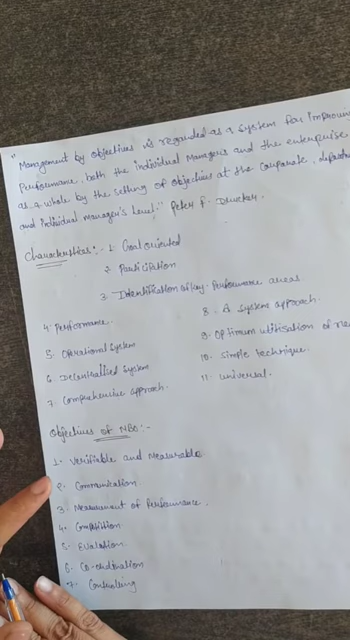 "Management by objectives is regarded as a system for improving
Performance, both the individual Managers and the enterprise
as a whole by the setting of objectives at the corporate, departm
and individual manager's level." Peter F. Drucker.
Characteristics:- 1. Goal oriented
2. Participation
3. Identification of key Performance areas
4. Performance.
5. Operational System
6. Decentralised System
7. Comprehensive approach.
8. A Systems approach.
9. Optimum utilisation of re
10. Simple technique.
11. Universal.
Objectives of MBO:-
1. Verifiable and Measurable
2. Communication
3. Measurement of Performance.
4. Competition.
5. Evaluation.
6. Co-ordination
7. Controlling